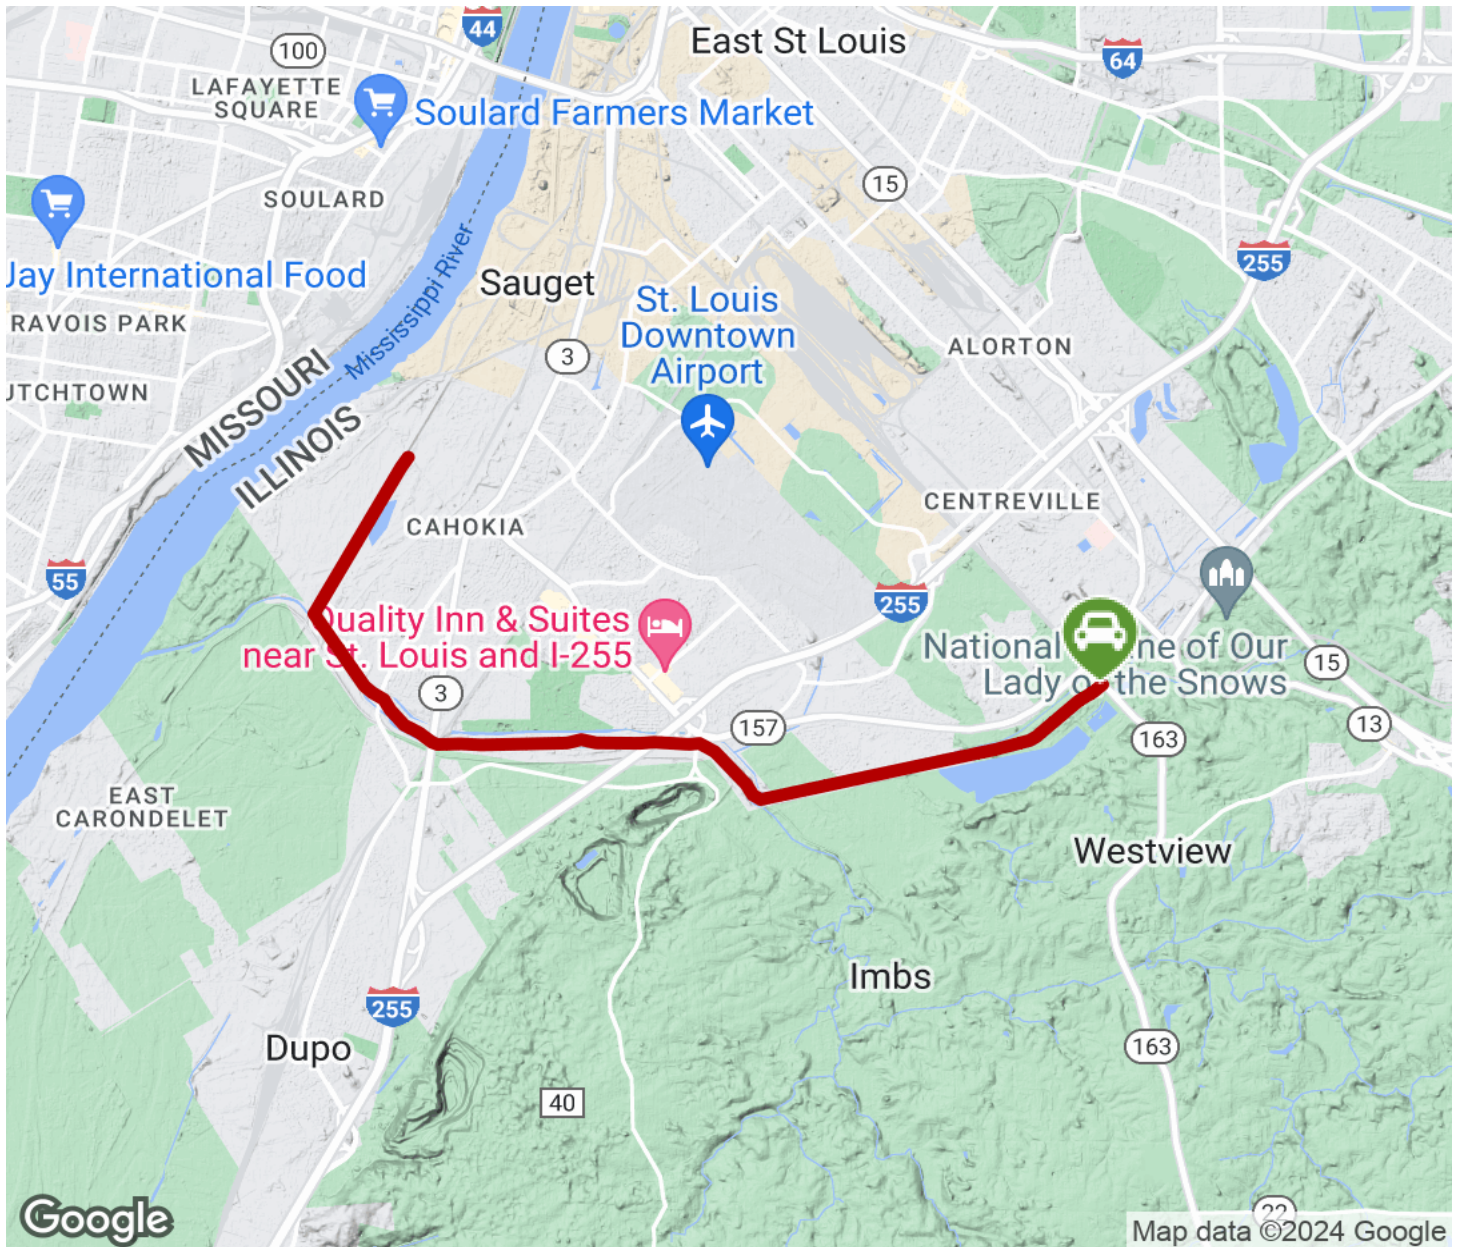 44
East St Louis
100
64
LAFAYETTE
SQUARE
Soulard Farmers Market
15
SOULARD
Mississippi River
255
Jay International Food
Sauget
St. Louis
Downtown
Airport
RAVOIS PARK
3
ALORTON
MISSOURI
UTCHTOWN
ILLINOIS
CENTREVILLE
CAHOKIA
55
255
Quality Inn & Suites
near St. Louis and I-255
National ne of Our
Lady of the Snows
15
3
157
163
13
EAST
CARONDELET
Westview
Imbs
255
Dupo
163
40
22
Google
Map data ©2024 Google